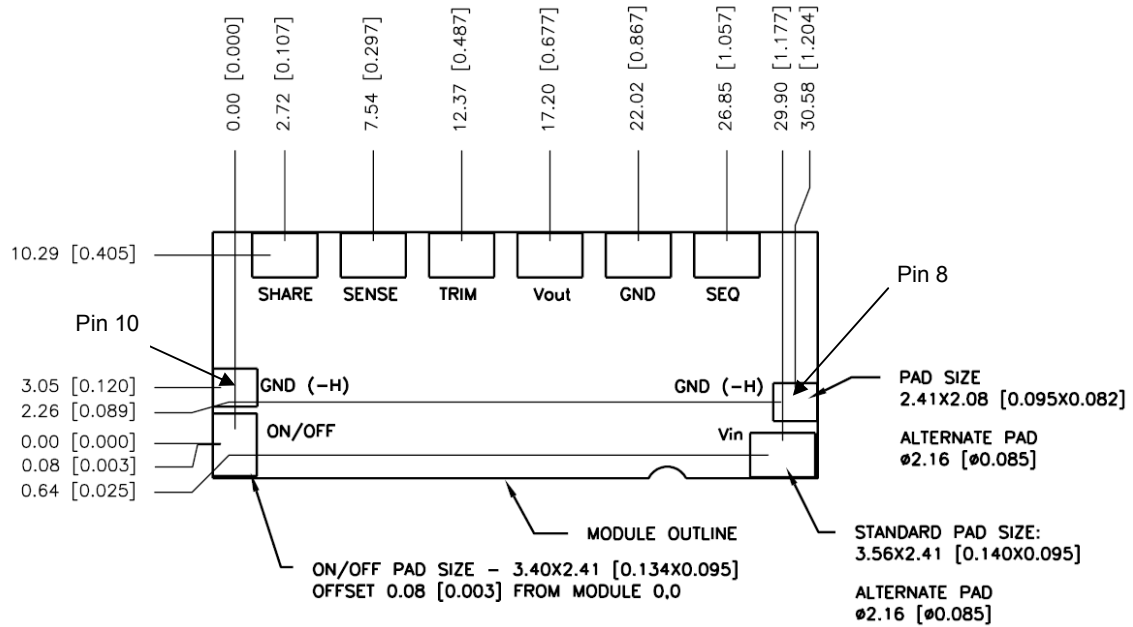 0.00 [0.000]
2.72 [0.107]
7.54 [0.297]
12.37 [0.487]
17.20 [0.677]
22.02 [0.867]
26.85 [1.057]
29.90 [1.177]
30.58 [1.204]
10.29 [0.405]
SHARE
SENSE
TRIM
Vout
GND
SEQ
Pin 8
Pin 10
3.05 [0.120]
GND (-H)
GND (-H)
PAD SIZE
2.41X2.08 [0.095X0.082]
2.26 [0.089]
0.00 [0.000]
ON/OFF
Vin
ALTERNATE PAD
ø2.16 [ø0.085]
0.08 [0.003]
0.64 [0.025]
MODULE OUTLINE
STANDARD PAD SIZE:
3.56X2.41 [0.140X0.095]
ON/OFF PAD SIZE - 3.40X2.41 [0.134X0.095]
OFFSET 0.08 [0.003] FROM MODULE 0,0
ALTERNATE PAD
ø2.16 [ø0.085]